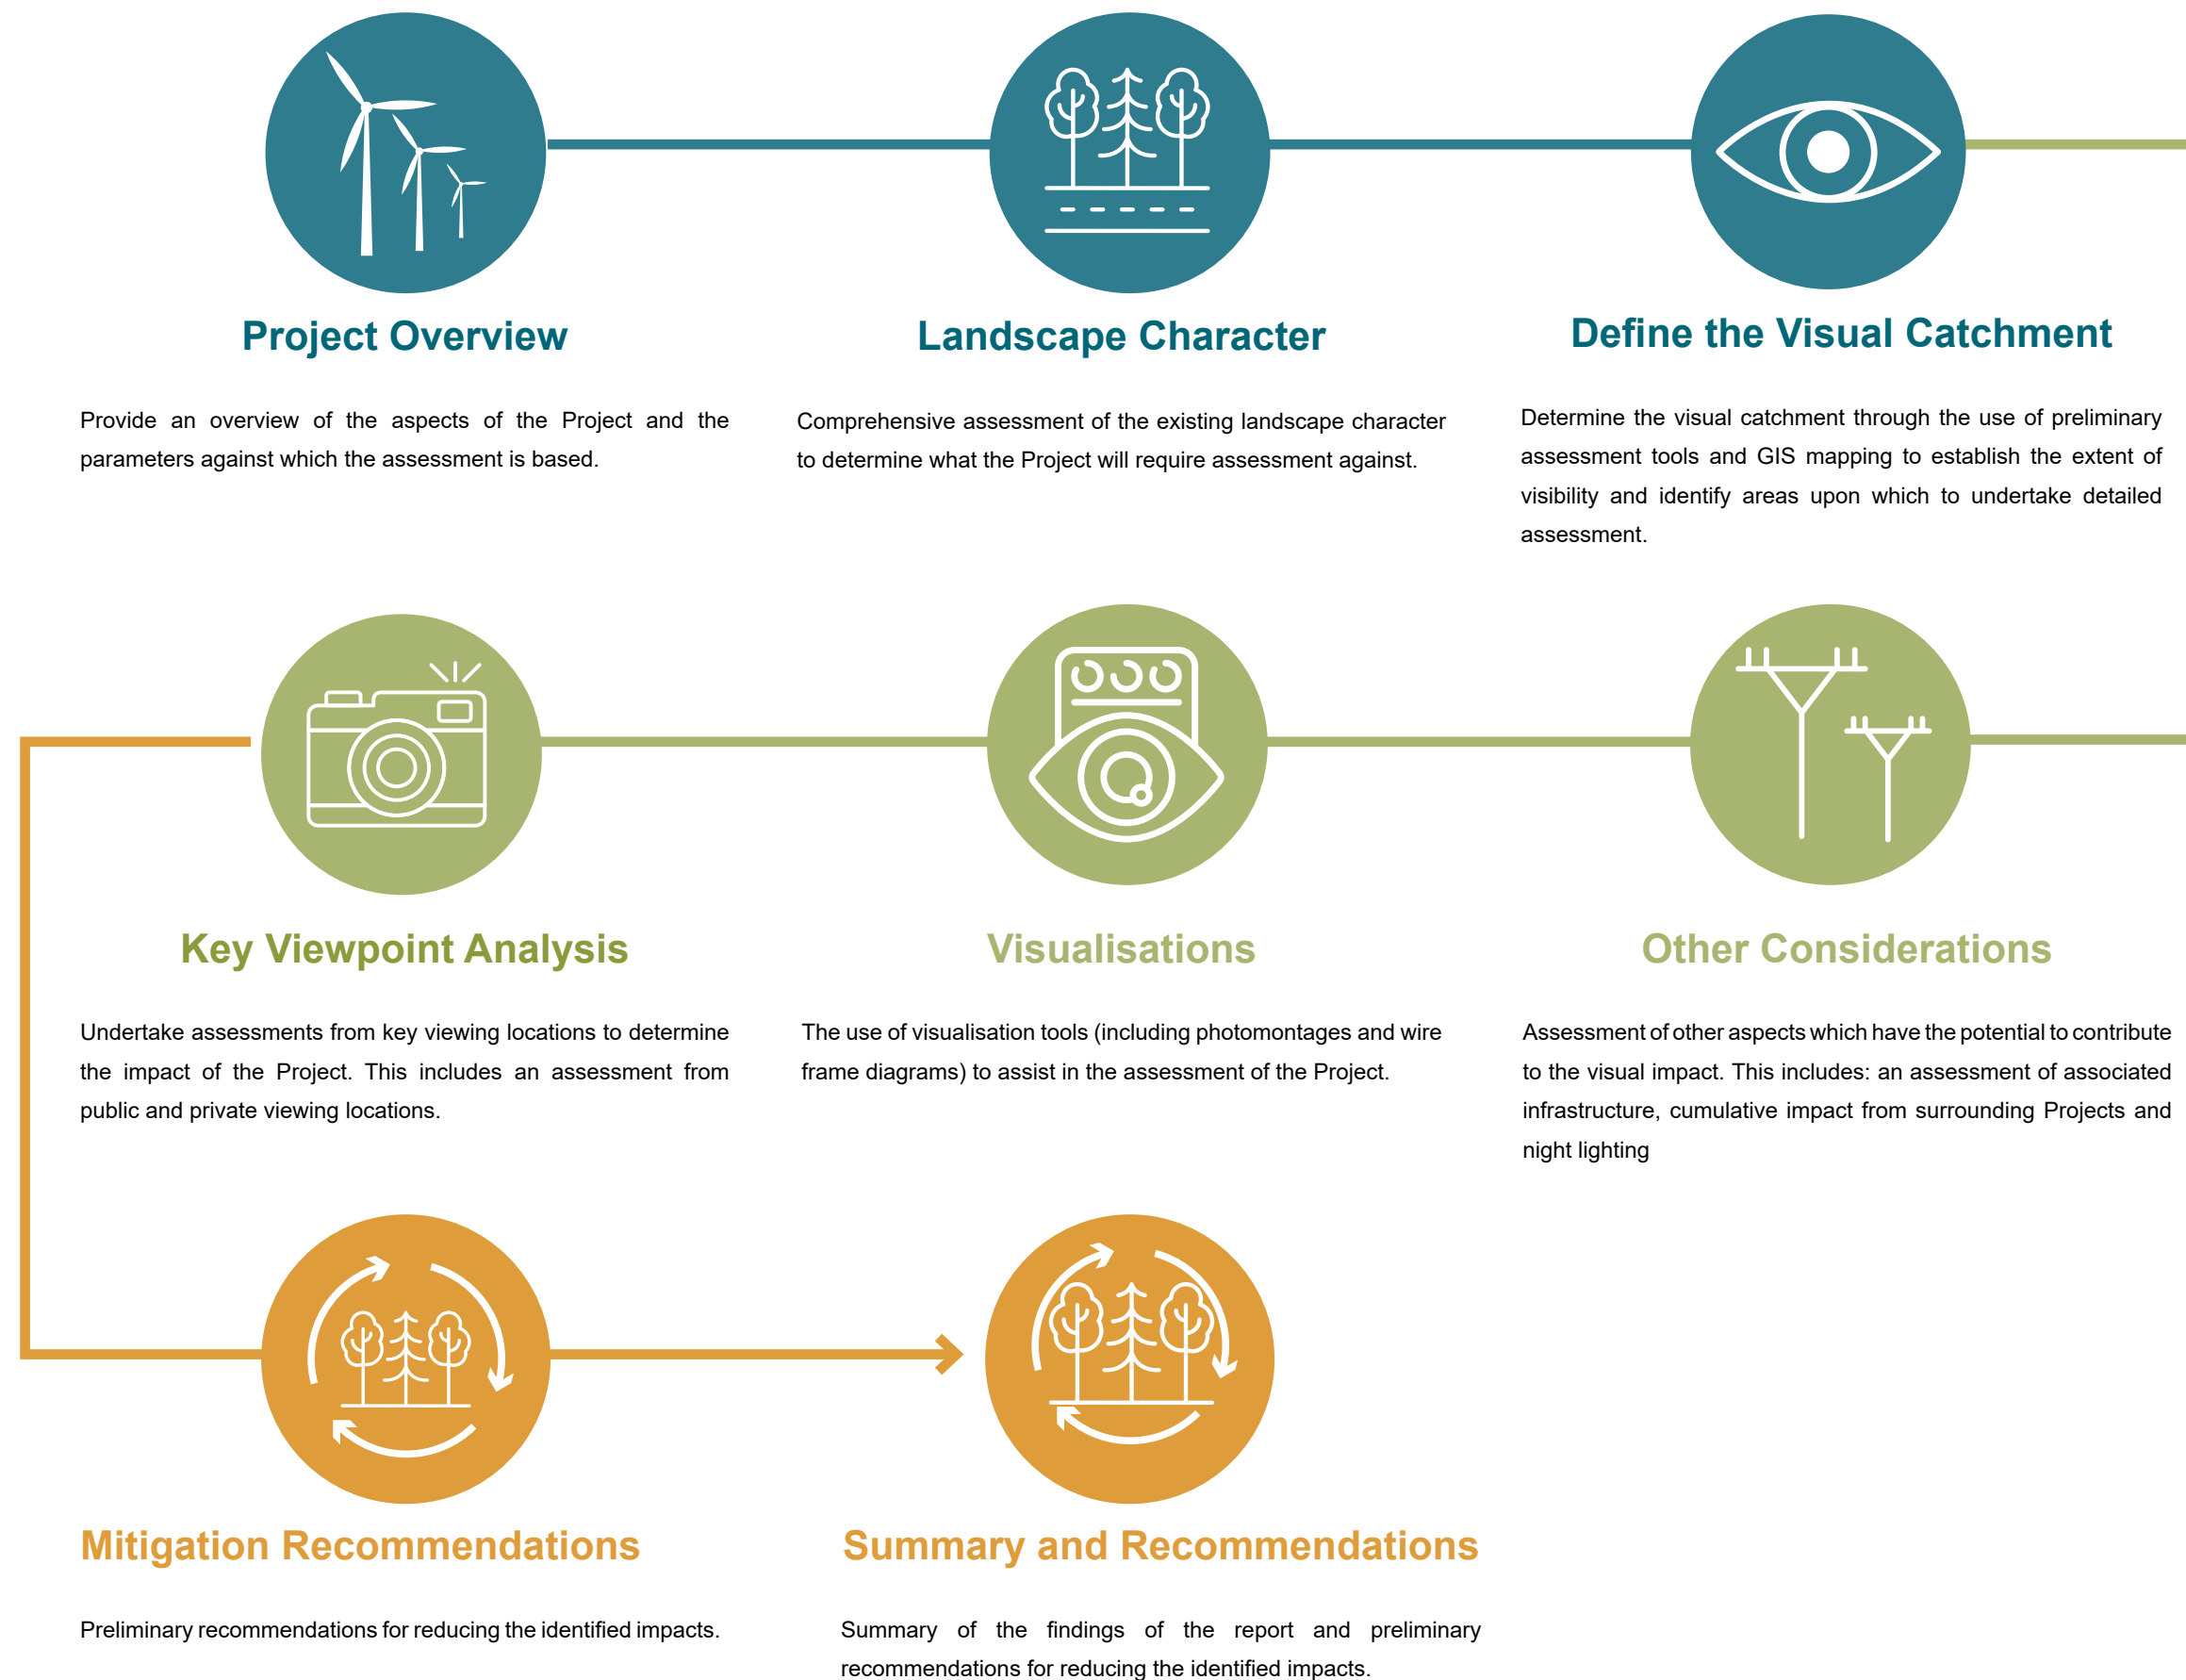 Project Overview
Provide an overview of the aspects of the Project and the
parameters against which the assessment is based.
Landscape Character
Comprehensive assessment of the existing landscape character
to determine what the Project will require assessment against.
Define the Visual Catchment
Determine the visual catchment through the use of preliminary
assessment tools and GIS mapping to establish the extent of
visibility and identify areas upon which to undertake detailed
assessment.
Key Viewpoint Analysis
Undertake assessments from key viewing locations to determine
the impact of the Project. This includes an assessment from
public and private viewing locations.
Visualisations
The use of visualisation tools (including photomontages and wire
frame diagrams) to assist in the assessment of the Project.
Other Considerations
Assessment of other aspects which have the potential to contribute
to the visual impact. This includes: an assessment of associated
infrastructure, cumulative impact from surrounding Projects and
night lighting
Mitigation Recommendations
Preliminary recommendations for reducing the identified impacts.
Summary and Recommendations
Summary of the findings of the report and preliminary
recommendations for reducing the identified impacts.